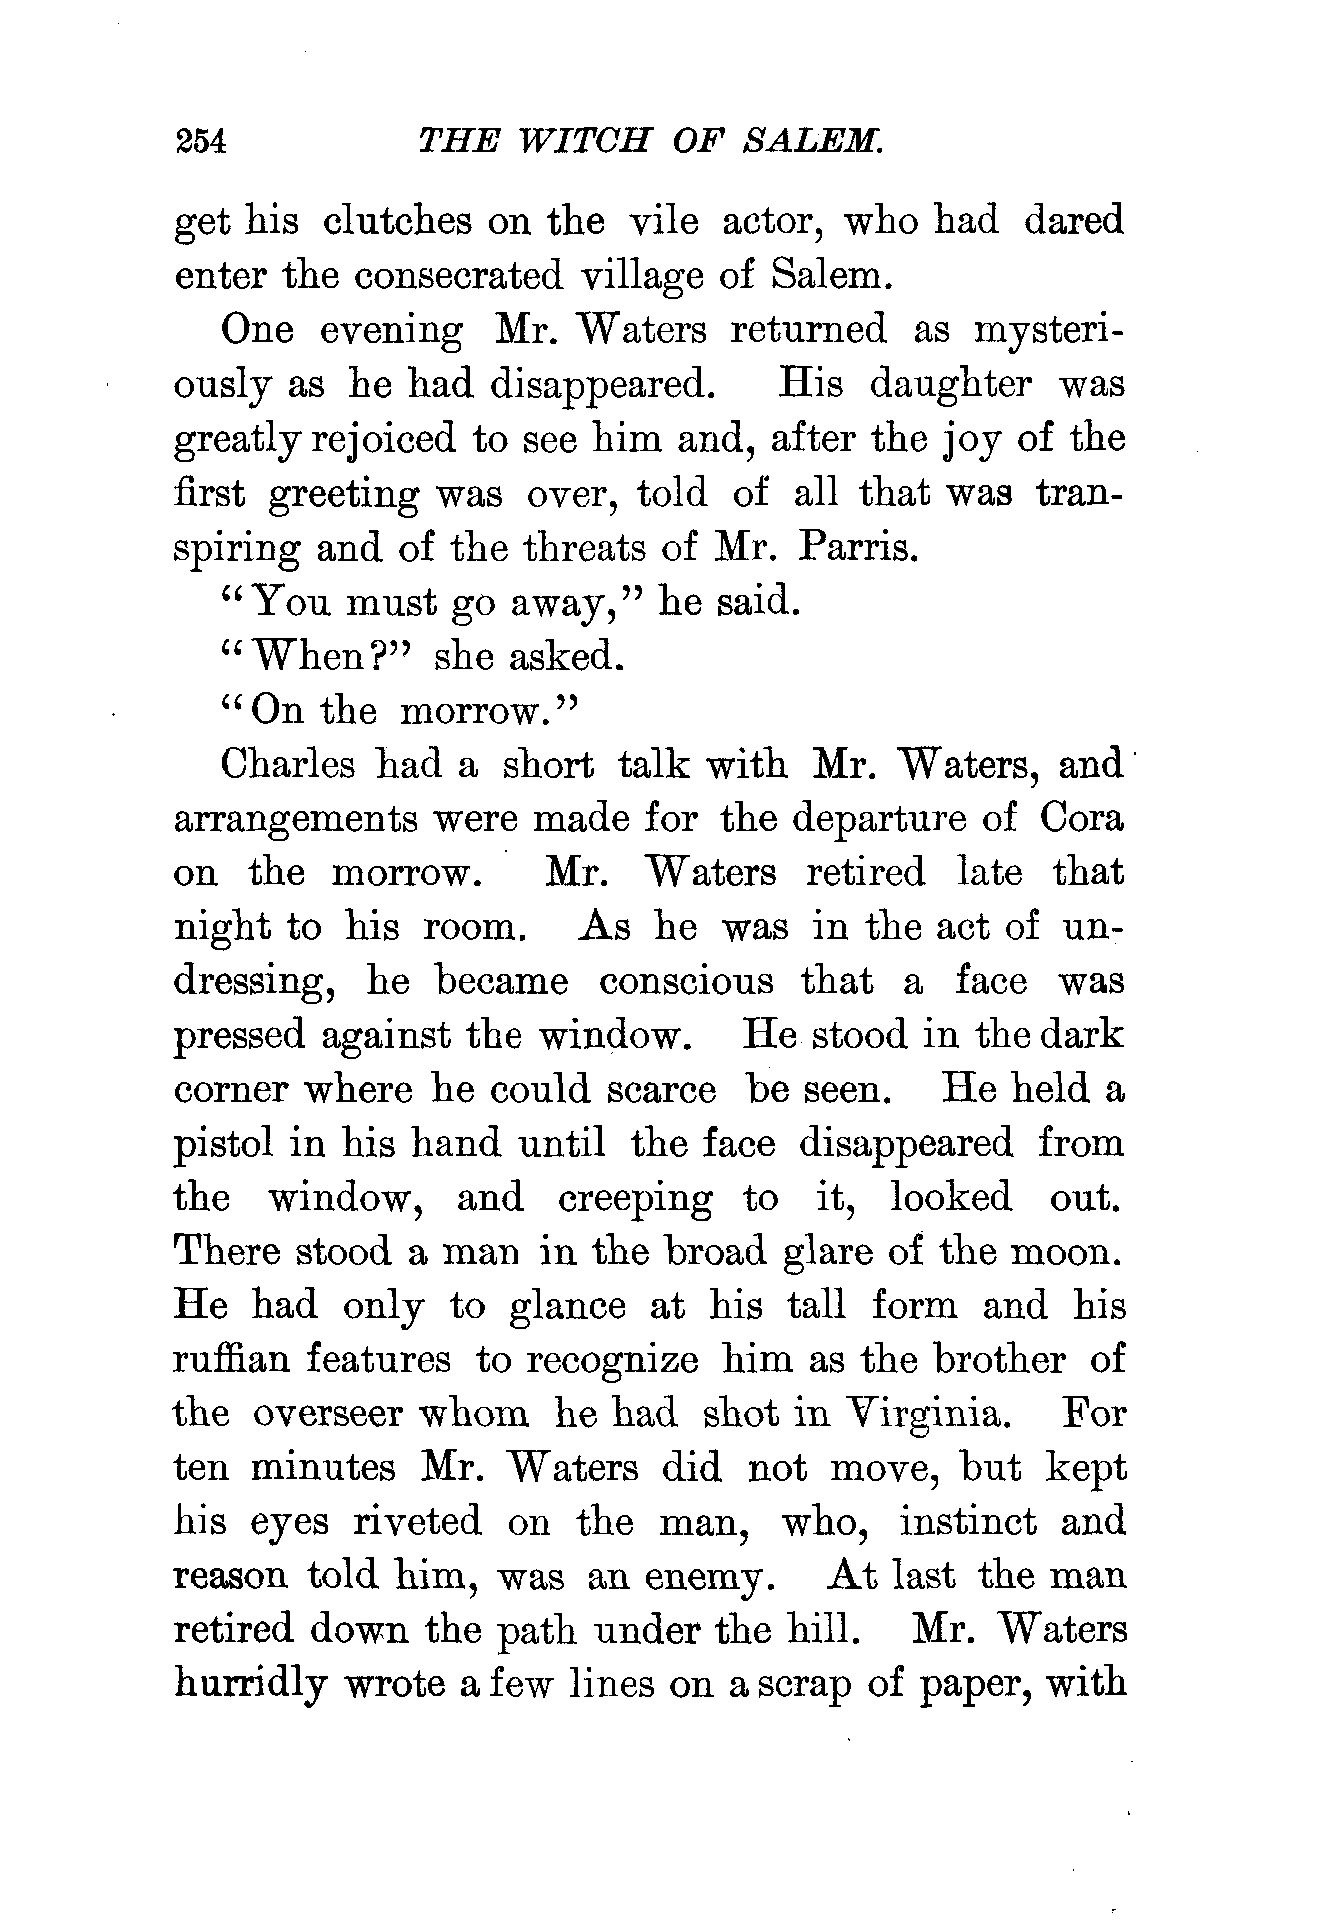 254 THE WITCH OF SALEM.
get his clutches on the vile actor, who had dared
enter the consecrated village of Salem.
One evening Mr. Waters returned as mysteri-
ously as he had disappeared. His daughter was
greatly rejoiced to see him and, after the joy of the
first greeting was over, told of all that was tran-
spiring and of the threats of Mr. Parris.
“You must go away,” he said.
“When?” she asked.
“On the morrow.”
Charles had a short talk with Mr. Waters, and
arrangements were made for the departure of Cora
on the morrow. Mr. Waters retired late that
night to his room. As he was in the act of un-
dressing, he became conscious that a face was
pressed against the window. He stood in the dark
corner where he could scarce be seen. He held a
pistol in his hand until the face disappeared from
the window, and creeping to it, looked out.
There stood a man in the broad glare of the moon.
He had only to glance at his tall form and his
ruffian features to recognize him as the brother of
the overseer whom he had shot in Virginia. For
ten minutes Mr. Waters did not move, but kept
his eyes riveted on the man, who, instinct and
reason told him, was an enemy. At last the man
retired down the path under the hill. Mr. Waters
hurridly wrote a few lines on a scrap of paper, with